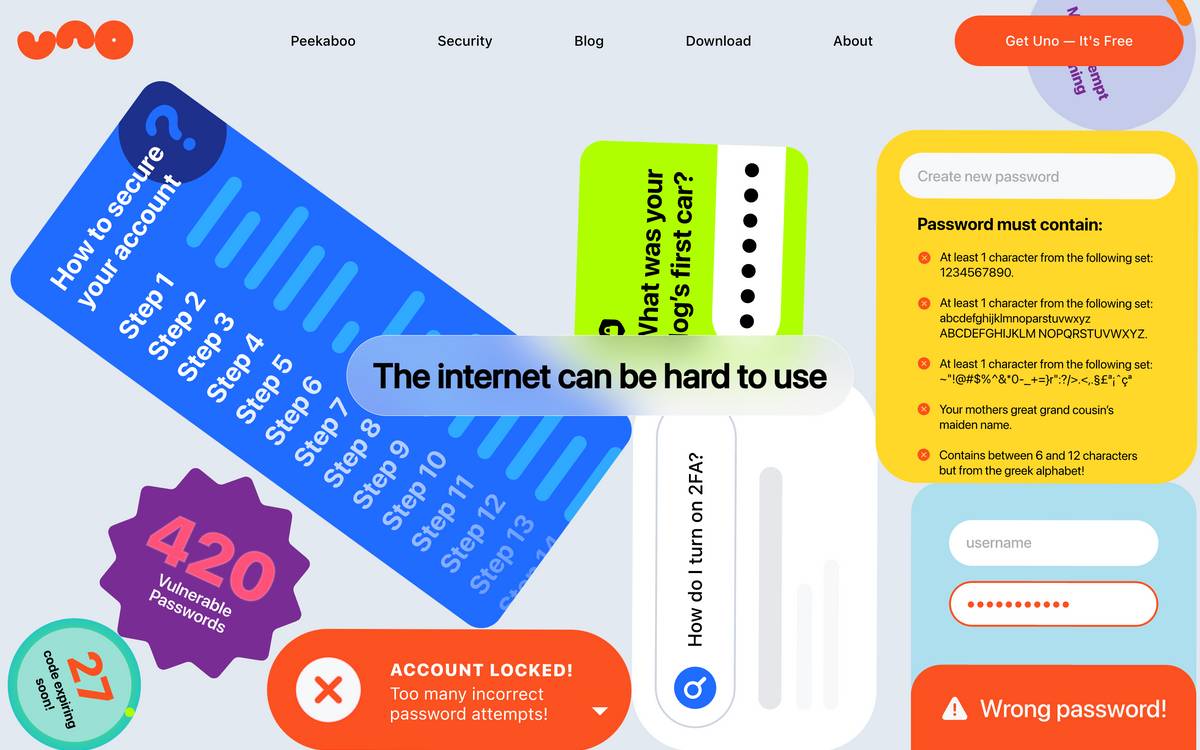 uno
Peekaboo
Security
Blog
Download
About
Get Uno — It's Free
How to secure
your account
Step 1
Step 2
Step 3
Step 4
Step 5
Step 6
Step 7
Step 8
Step 9
Step 10
Step 11
Step 12
Step 13
Step 14
What was your
dog's first car?
The internet can be hard to use
Create new password
Password must contain:
At least 1 character from the following set:
1234567890.
At least 1 character from the following set:
abcdefghijklmnoparstuvwxyz
ABCDEFGHIJKLM NOPQRSTUVWXYZ.
At least 1 character from the following set:
~"!@#$%^&*0-_+=}r":?/>.<,.§£ª¡ˆçª
Your mothers great grand cousin's
maiden name.
Contains between 6 and 12 characters
but from the greek alphabet!
420
Vulnerable
Passwords
27
code expiring
soon!
ACCOUNT LOCKED!
Too many incorrect
password attempts!
How do I turn on 2FA?
username
Wrong password!